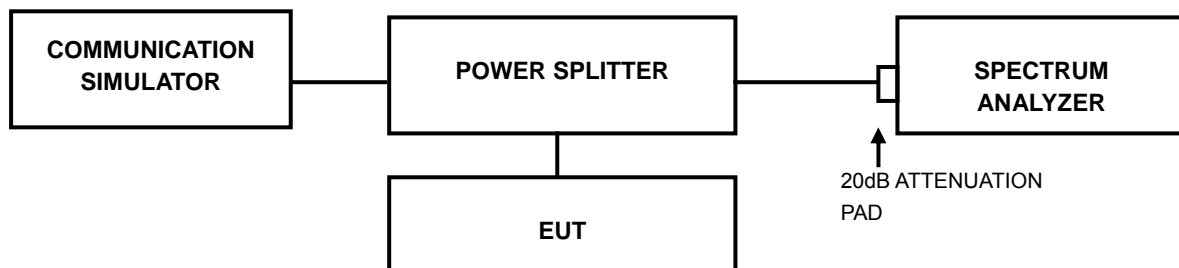 COMMUNICATION
SIMULATOR
POWER SPLITTER
SPECTRUM
ANALYZER
20dB ATTENUATION
PAD
EUT